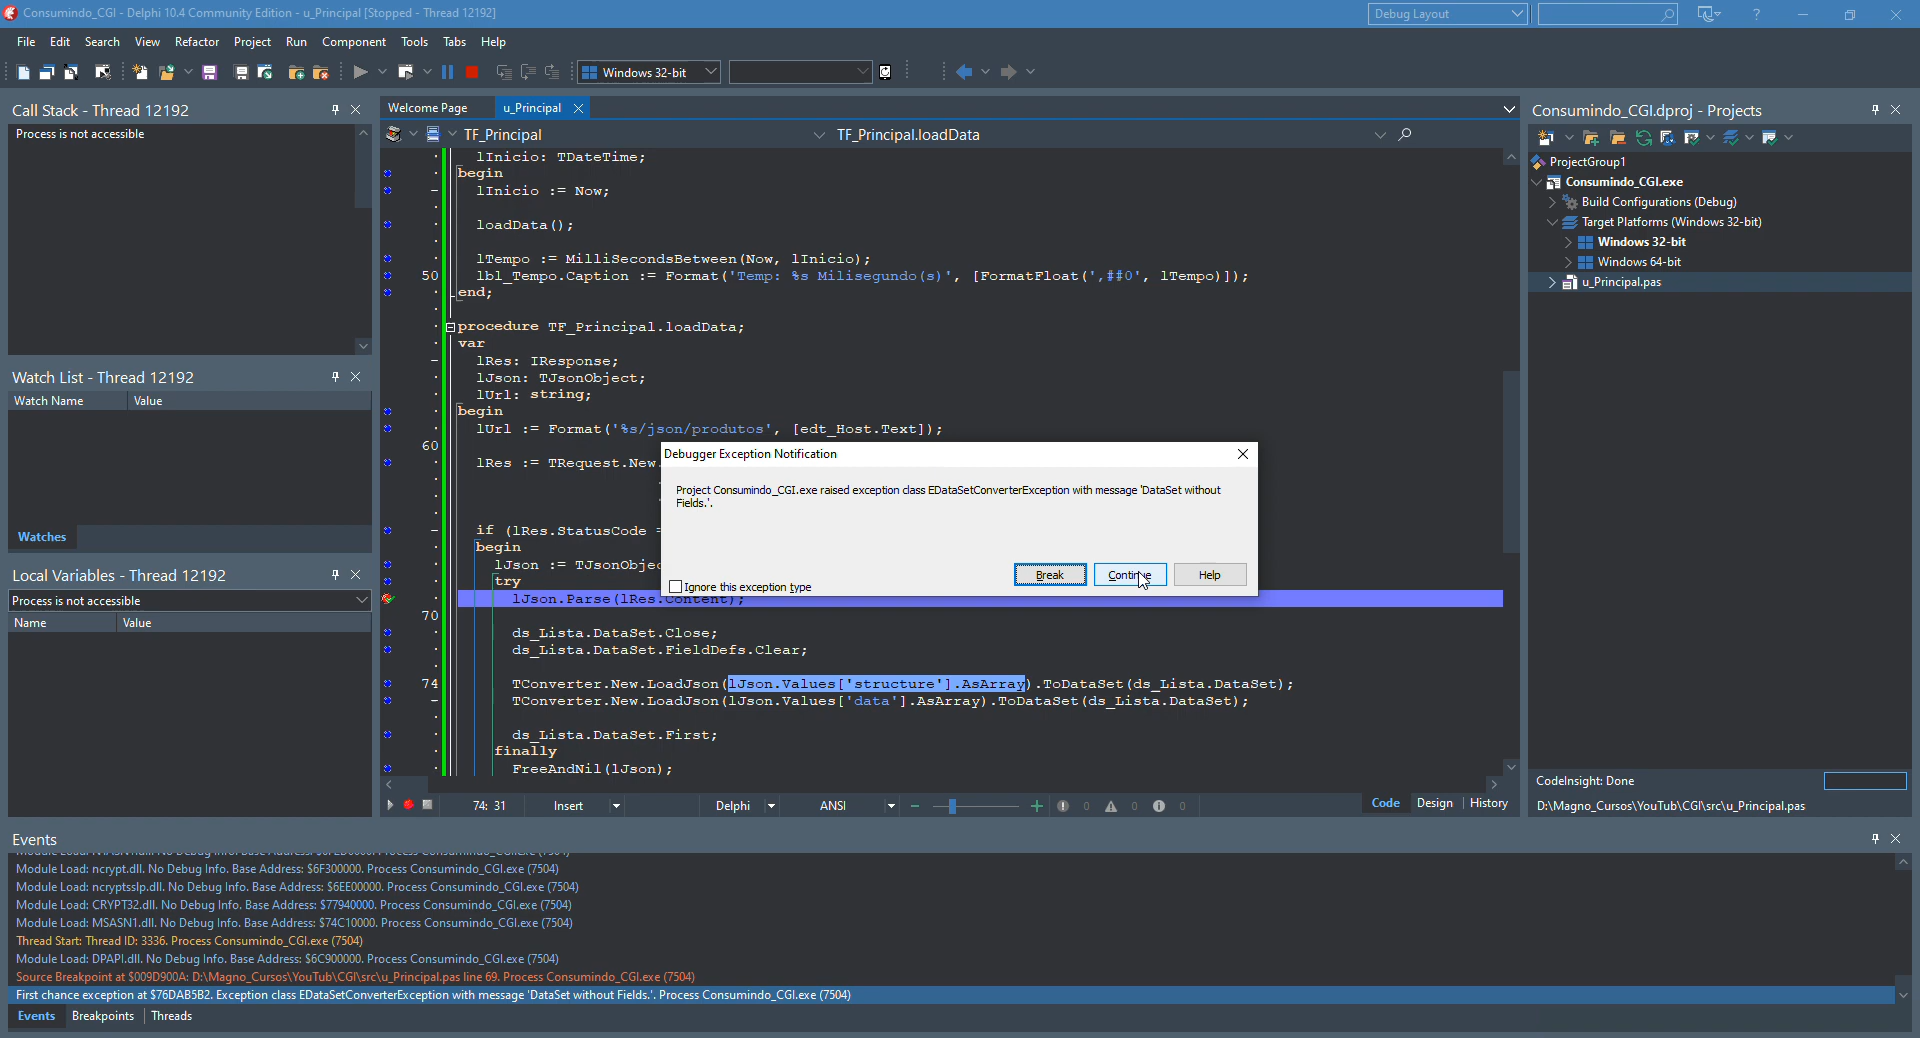 Consumindo_CGI - Delphi 10.4 Community Edition - u_Principal [Stopped - Thread 12192]
Debug Layout
?
File Edit Search View Refactor Project Run Component Tools Tabs Help
Windows 32-bit
Call Stack - Thread 12192
Process is not accessible
Watch List - Thread 12192
Watch Name Value
Watches
Local Variables - Thread 12192
Process is not accessible
Name Value
Welcome Page u_Principal
TF_Principal TF_Principal.loadData
lInicio: TDateTime;
begin
lInicio := Now;
loadData();
lTempo := MilliSecondsBetween(Now, lInicio);
50 lbl_Tempo.Caption := Format('Temp: %s Milisegundo(s)', [FormatFloat(',##0', lTempo)]);
end;
procedure TF_Principal.loadData;
var
lRes: IResponse;
lJson: TJsonObject;
lUrl: string;
begin
lUrl := Format('%s/json/produtos', [edt_Host.Text]);
60
lRes := TRequest.New.
if (lRes.StatusCode =
begin
lJson := TJsonObjec
try
lJson.Parse(lRes.Content);
70
ds_Lista.DataSet.Close;
ds_Lista.DataSet.FieldDefs.Clear;
74 TConverter.New.LoadJson(lJson.Values['structure'].AsArray).ToDataSet(ds_Lista.DataSet);
TConverter.New.LoadJson(lJson.Values['data'].AsArray).ToDataSet(ds_Lista.DataSet);
ds_Lista.DataSet.First;
finally
FreeAndNil(lJson);
74: 31 Insert Delphi ANSI 0 0 0 Code Design History
Debugger Exception Notification
Project Consumindo_CGI.exe raised exception class EDataSetConverterException with message 'DataSet without
Fields.'.
Break Continue Help
Ignore this exception type
Consumindo_CGI.dproj - Projects
ProjectGroup1
Consumindo_CGI.exe
Build Configurations (Debug)
Target Platforms (Windows 32-bit)
Windows 32-bit
Windows 64-bit
u_Principal.pas
CodeInsight: Done
D:\Magno_Cursos\YouTub\CGI\src\u_Principal.pas
Events
Module Load: ncrypt.dll. No Debug Info. Base Address: $6F300000. Process Consumindo_CGI.exe (7504)
Module Load: ncryptsslp.dll. No Debug Info. Base Address: $6EE00000. Process Consumindo_CGI.exe (7504)
Module Load: CRYPT32.dll. No Debug Info. Base Address: $77940000. Process Consumindo_CGI.exe (7504)
Module Load: MSASN1.dll. No Debug Info. Base Address: $74C10000. Process Consumindo_CGI.exe (7504)
Thread Start: Thread ID: 3336. Process Consumindo_CGI.exe (7504)
Module Load: DPAPI.dll. No Debug Info. Base Address: $6C900000. Process Consumindo_CGI.exe (7504)
Source Breakpoint at $009D900A: D:\Magno_Cursos\YouTub\CGI\src\u_Principal.pas line 69. Process Consumindo_CGI.exe (7504)
First chance exception at $76DAB5B2. Exception class EDataSetConverterException with message 'DataSet without Fields.'. Process Consumindo_CGI.exe (7504)
Events Breakpoints Threads